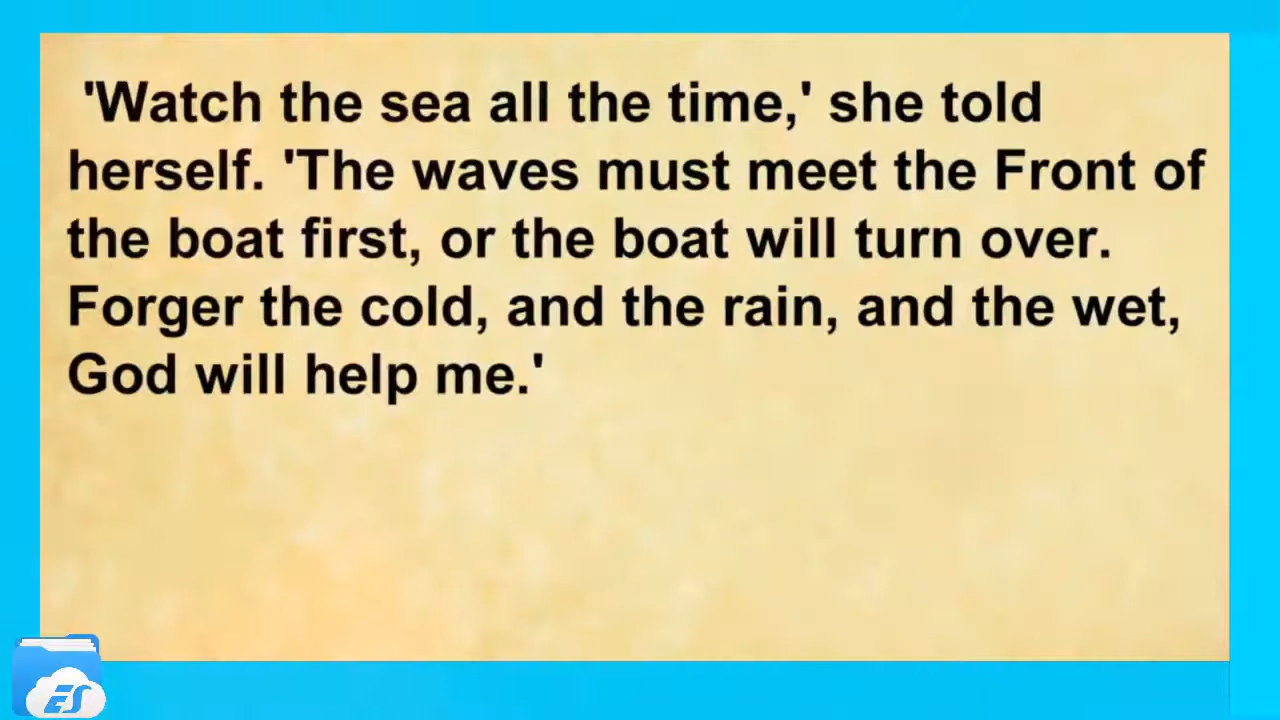 'Watch the sea all the time,' she told
herself. 'The waves must meet the Front of
the boat first, or the boat will turn over.
Forger the cold, and the rain, and the wet,
God will help me.'
ES